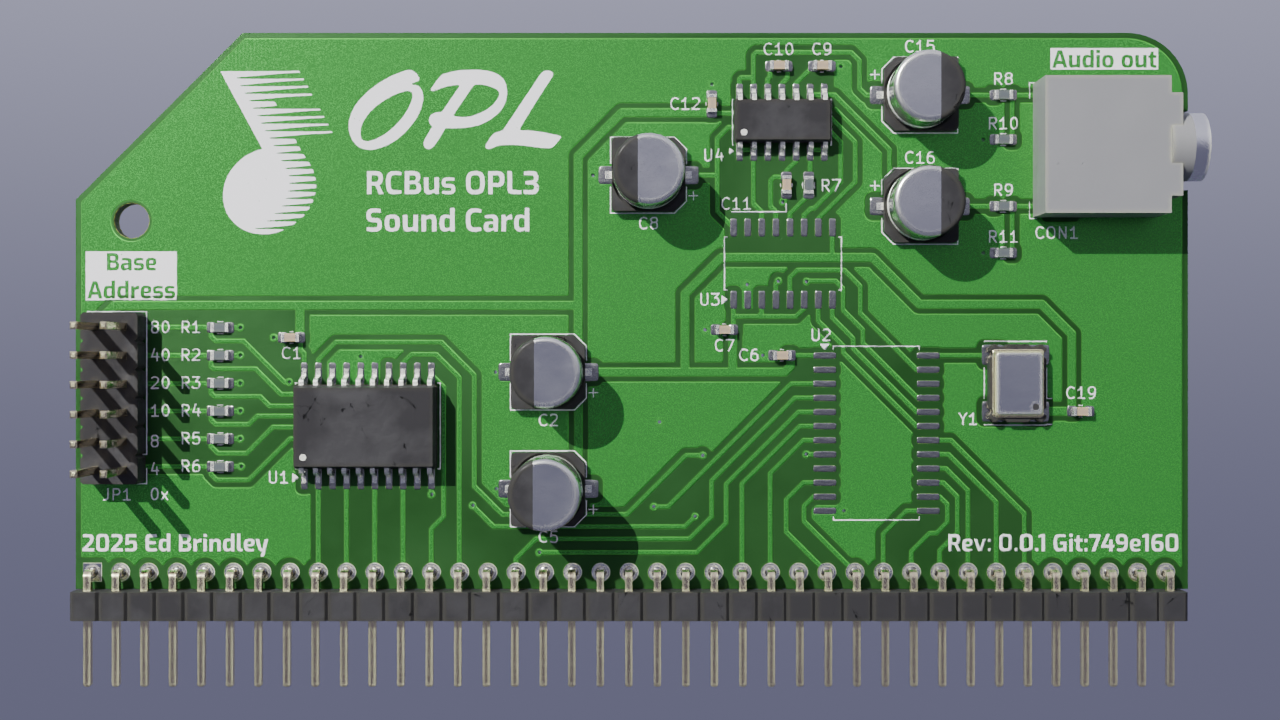 OPL
RCBus OPL3
Sound Card
Audio out
Base
Address
80 R1
40 R2
20 R3
10 R4
8 R5
4 R6
JP1 0x
C1
U1
C2
C5
C8
C10 C9
C12
U4
R7
C11
U3
C7
C6
U2
C15
C16
R8
R10
R9
R11
CON1
Y1
C19
2025 Ed Brindley
Rev: 0.0.1 Git:749e160